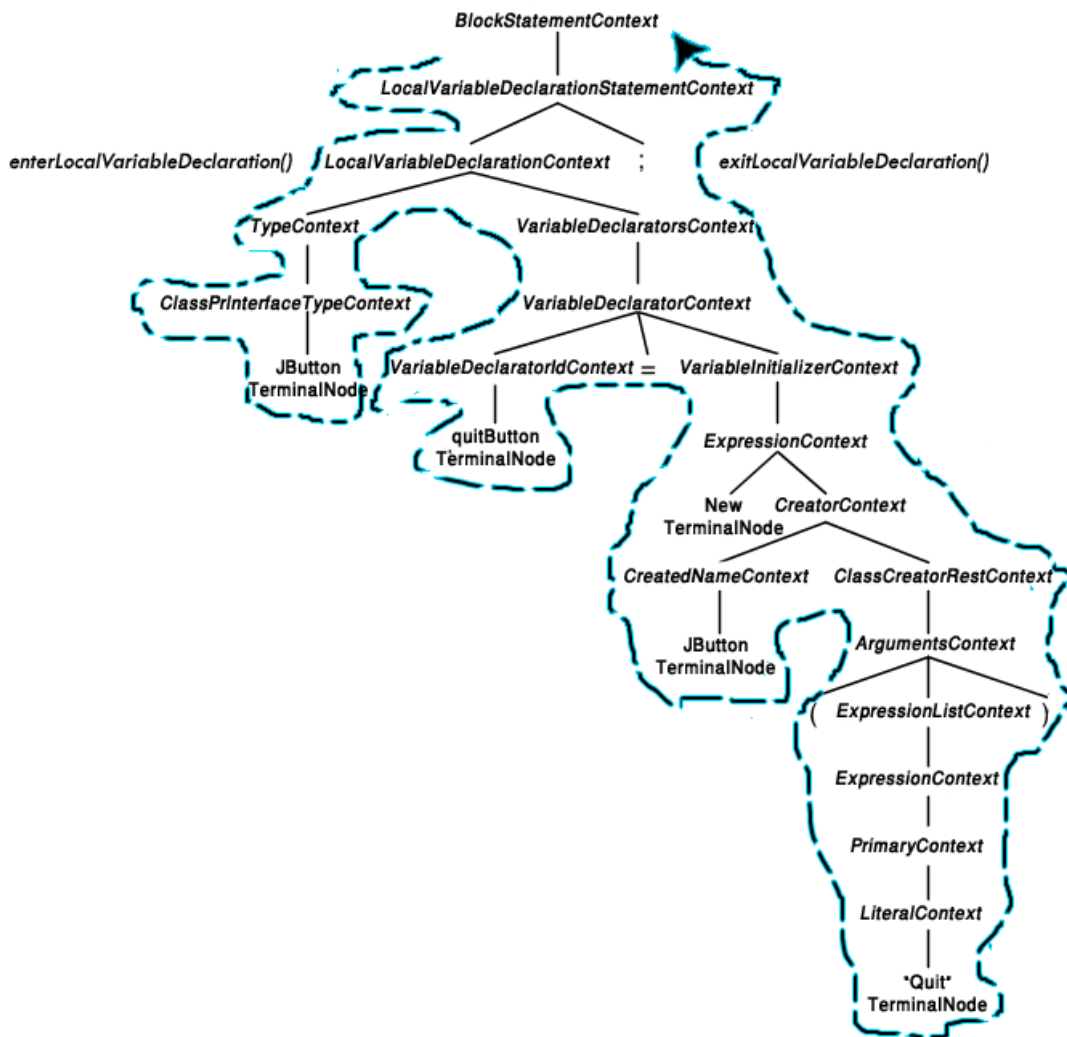 BlockStatementContext
LocalVariableDeclarationStatementContext
enterLocalVariableDeclaration() LocalVariableDeclarationContext ; exitLocalVariableDeclaration()
TypeContext VariableDeclaratorsContext
ClassPrInterfaceTypeContext VariableDeclaratorContext
JButton VariableDeclaratorIdContext = VariableInitializerContext
TerminalNode
quitButton ExpressionContext
TerminalNode
New CreatorContext
TerminalNode
CreatedNameContext ClassCreatorRestContext
JButton ArgumentsContext
TerminalNode
( ExpressionListContext )
ExpressionContext
PrimaryContext
LiteralContext
"Quit"
TerminalNode